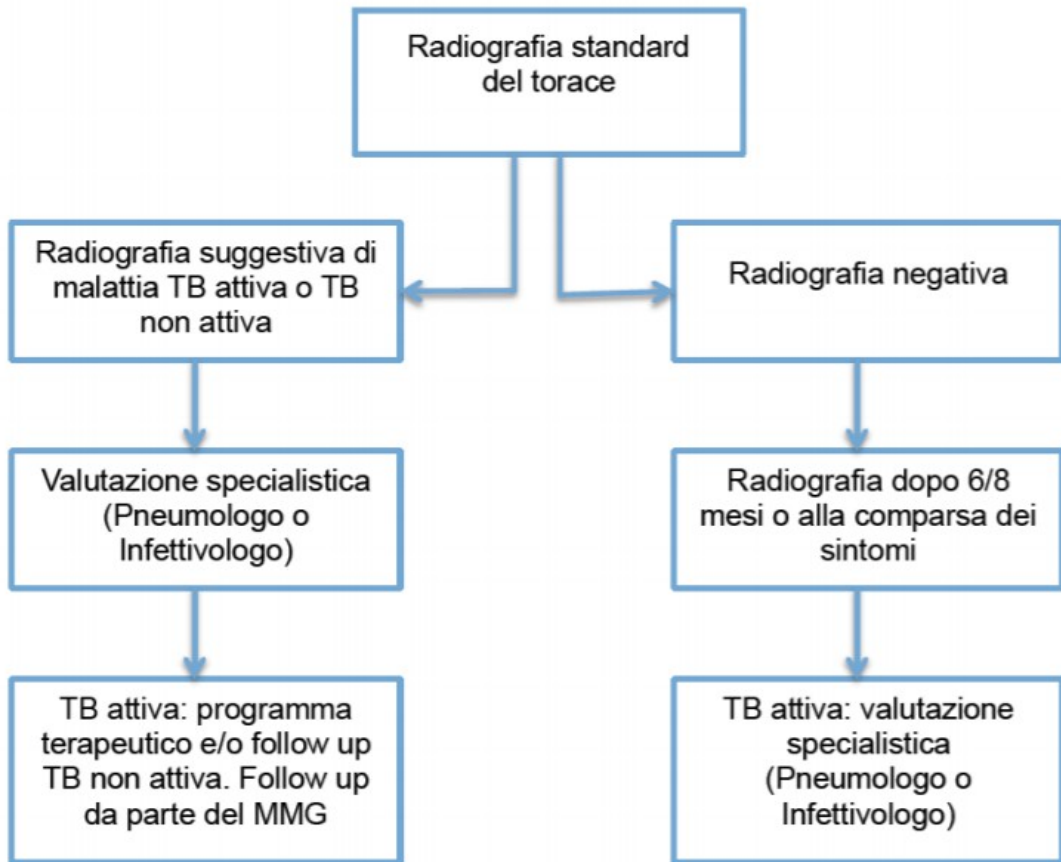 Radiografia standard
del torace
Radiografia suggestiva di
malattia TB attiva o TB
non attiva
Radiografia negativa
Valutazione specialistica
(Pneumologo o
Infettivologo)
Radiografia dopo 6/8
mesi o alla comparsa dei
sintomi
TB attiva: programma
terapeutico e/o follow up
TB non attiva. Follow up
da parte del MMG
TB attiva: valutazione
specialistica
(Pneumologo o
Infettivologo)